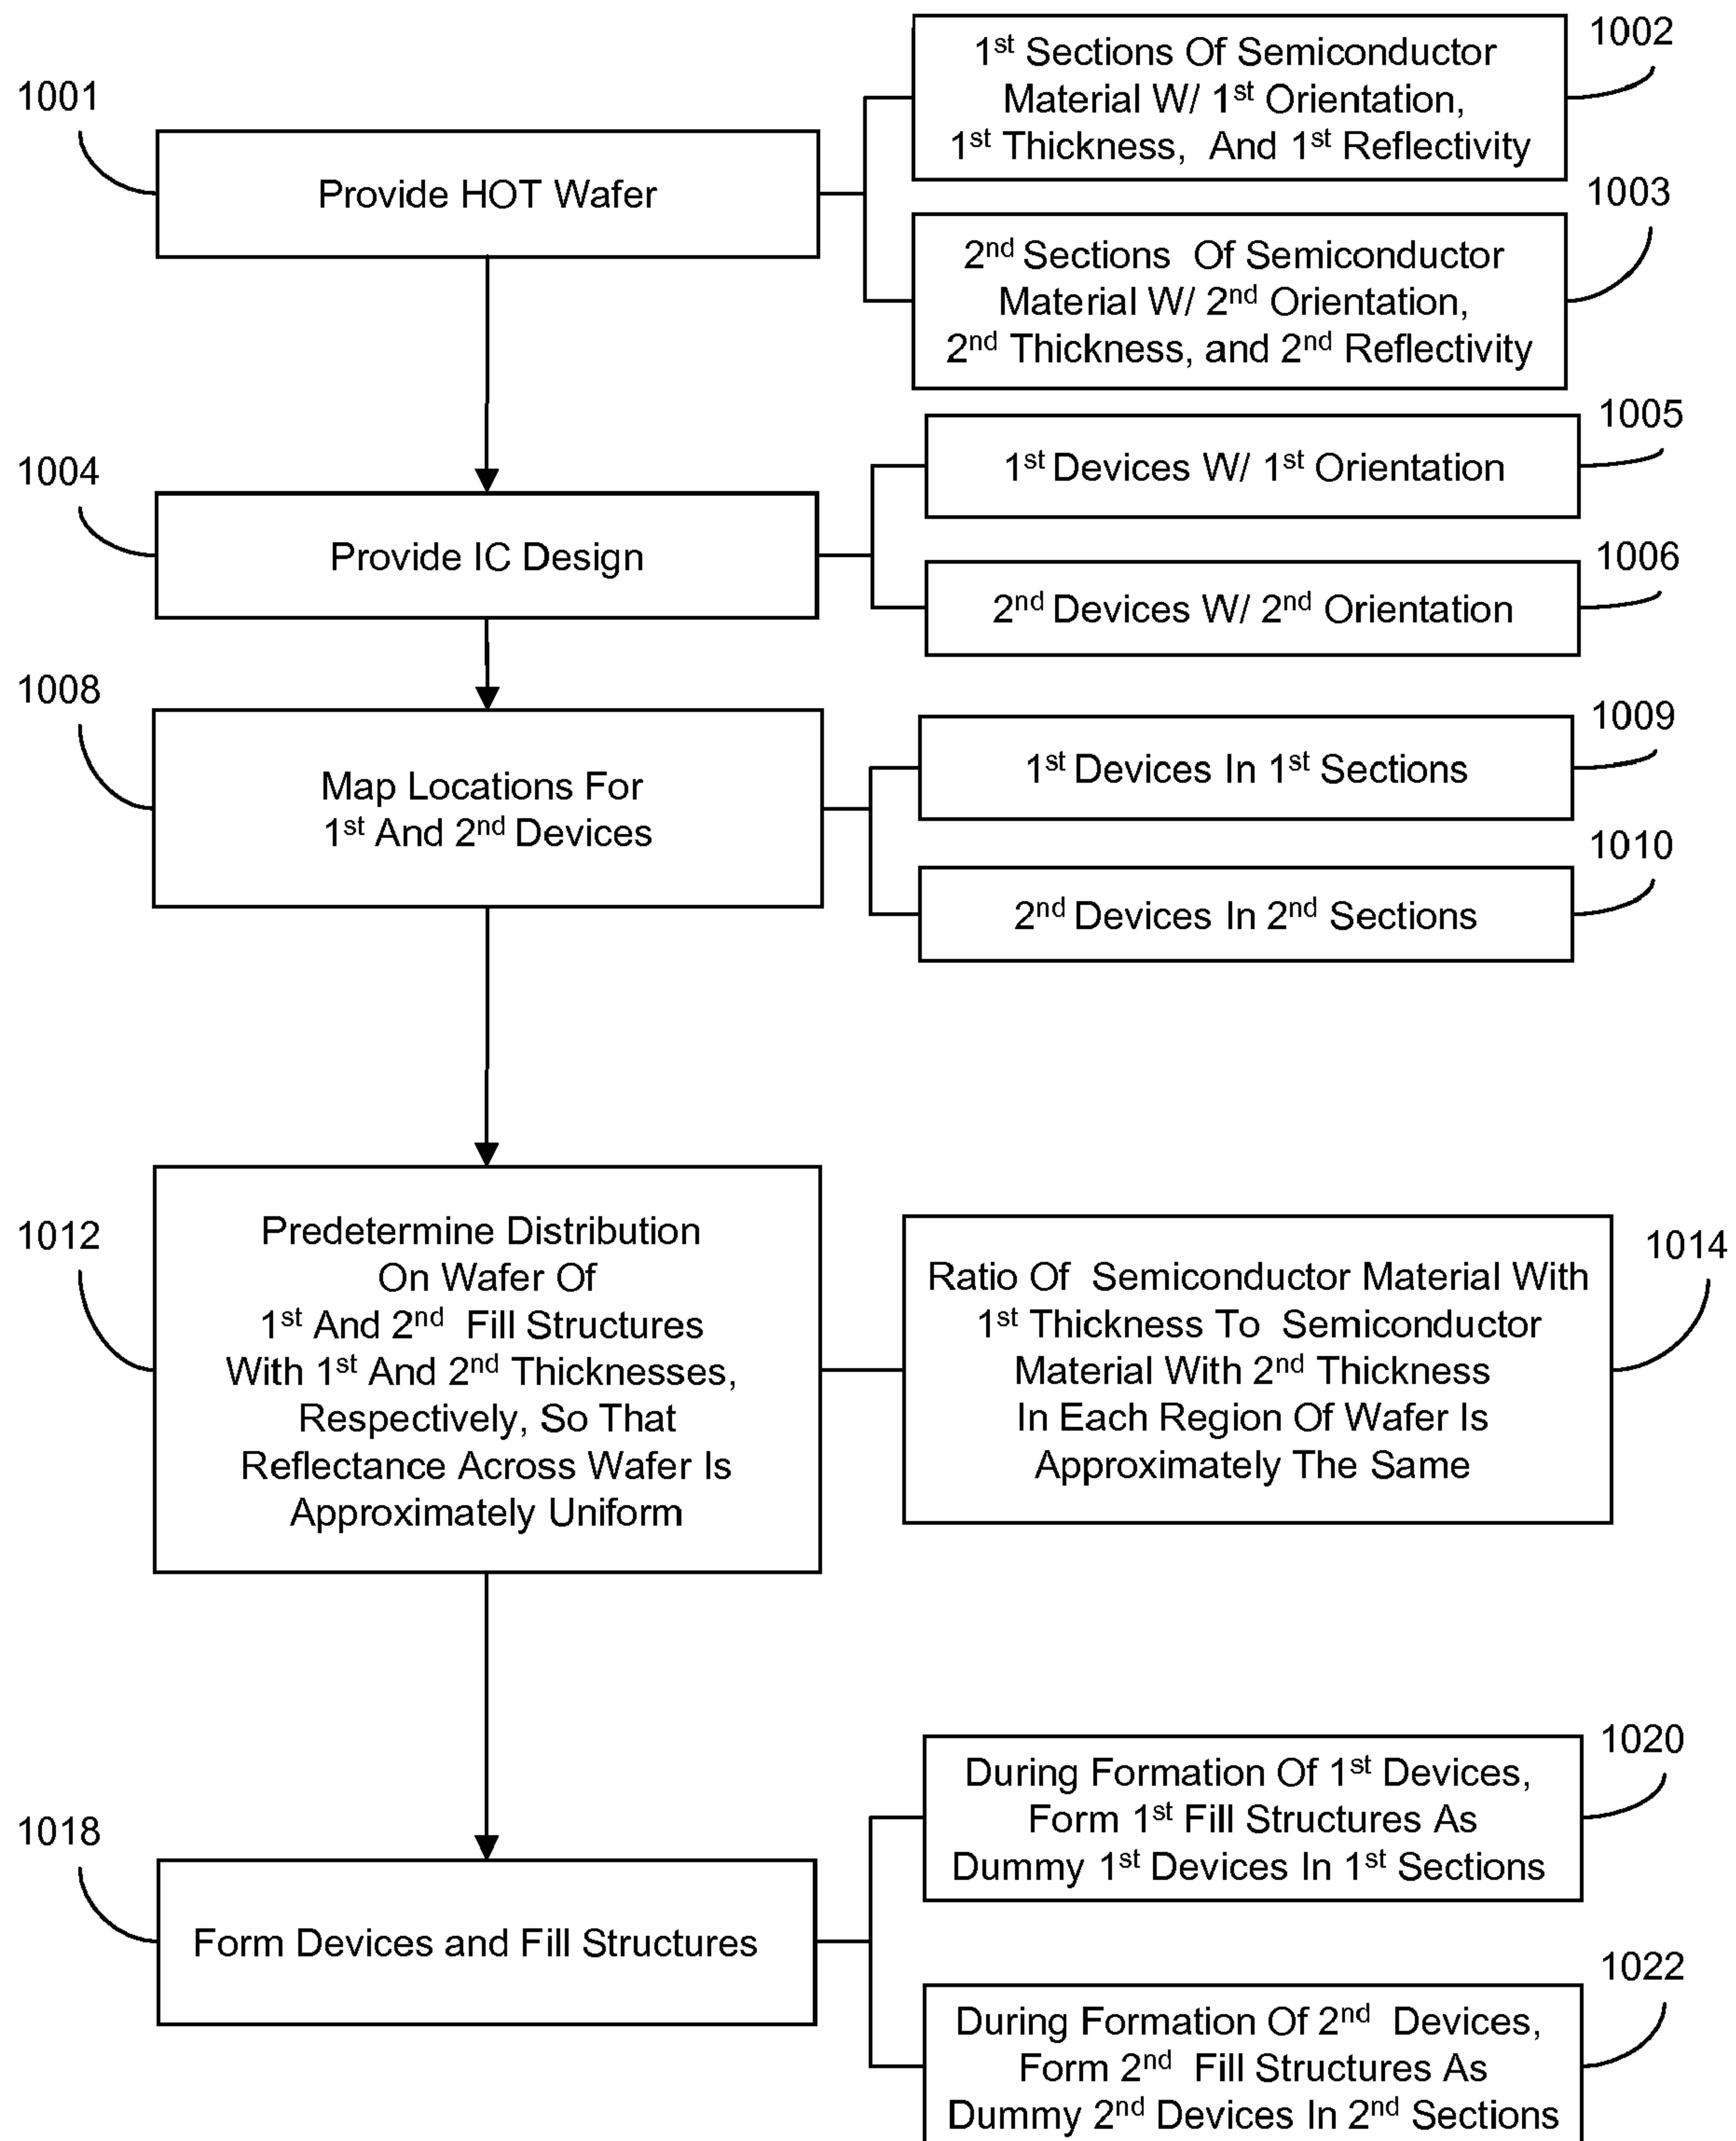 1001
Provide HOT Wafer
1002
1st Sections Of Semiconductor
Material W/ 1st Orientation,
1st Thickness, And 1st Reflectivity
1003
2nd Sections Of Semiconductor
Material W/ 2nd Orientation,
2nd Thickness, and 2nd Reflectivity
1004
Provide IC Design
1005
1st Devices W/ 1st Orientation
1006
2nd Devices W/ 2nd Orientation
1008
Map Locations For
1st And 2nd Devices
1009
1st Devices In 1st Sections
1010
2nd Devices In 2nd Sections
1012
Predetermine Distribution
On Wafer Of
1st And 2nd Fill Structures
With 1st And 2nd Thicknesses,
Respectively, So That
Reflectance Across Wafer Is
Approximately Uniform
1014
Ratio Of Semiconductor Material With
1st Thickness To Semiconductor
Material With 2nd Thickness
In Each Region Of Wafer Is
Approximately The Same
1018
Form Devices and Fill Structures
1020
During Formation Of 1st Devices,
Form 1st Fill Structures As
Dummy 1st Devices In 1st Sections
1022
During Formation Of 2nd Devices,
Form 2nd Fill Structures As
Dummy 2nd Devices In 2nd Sections